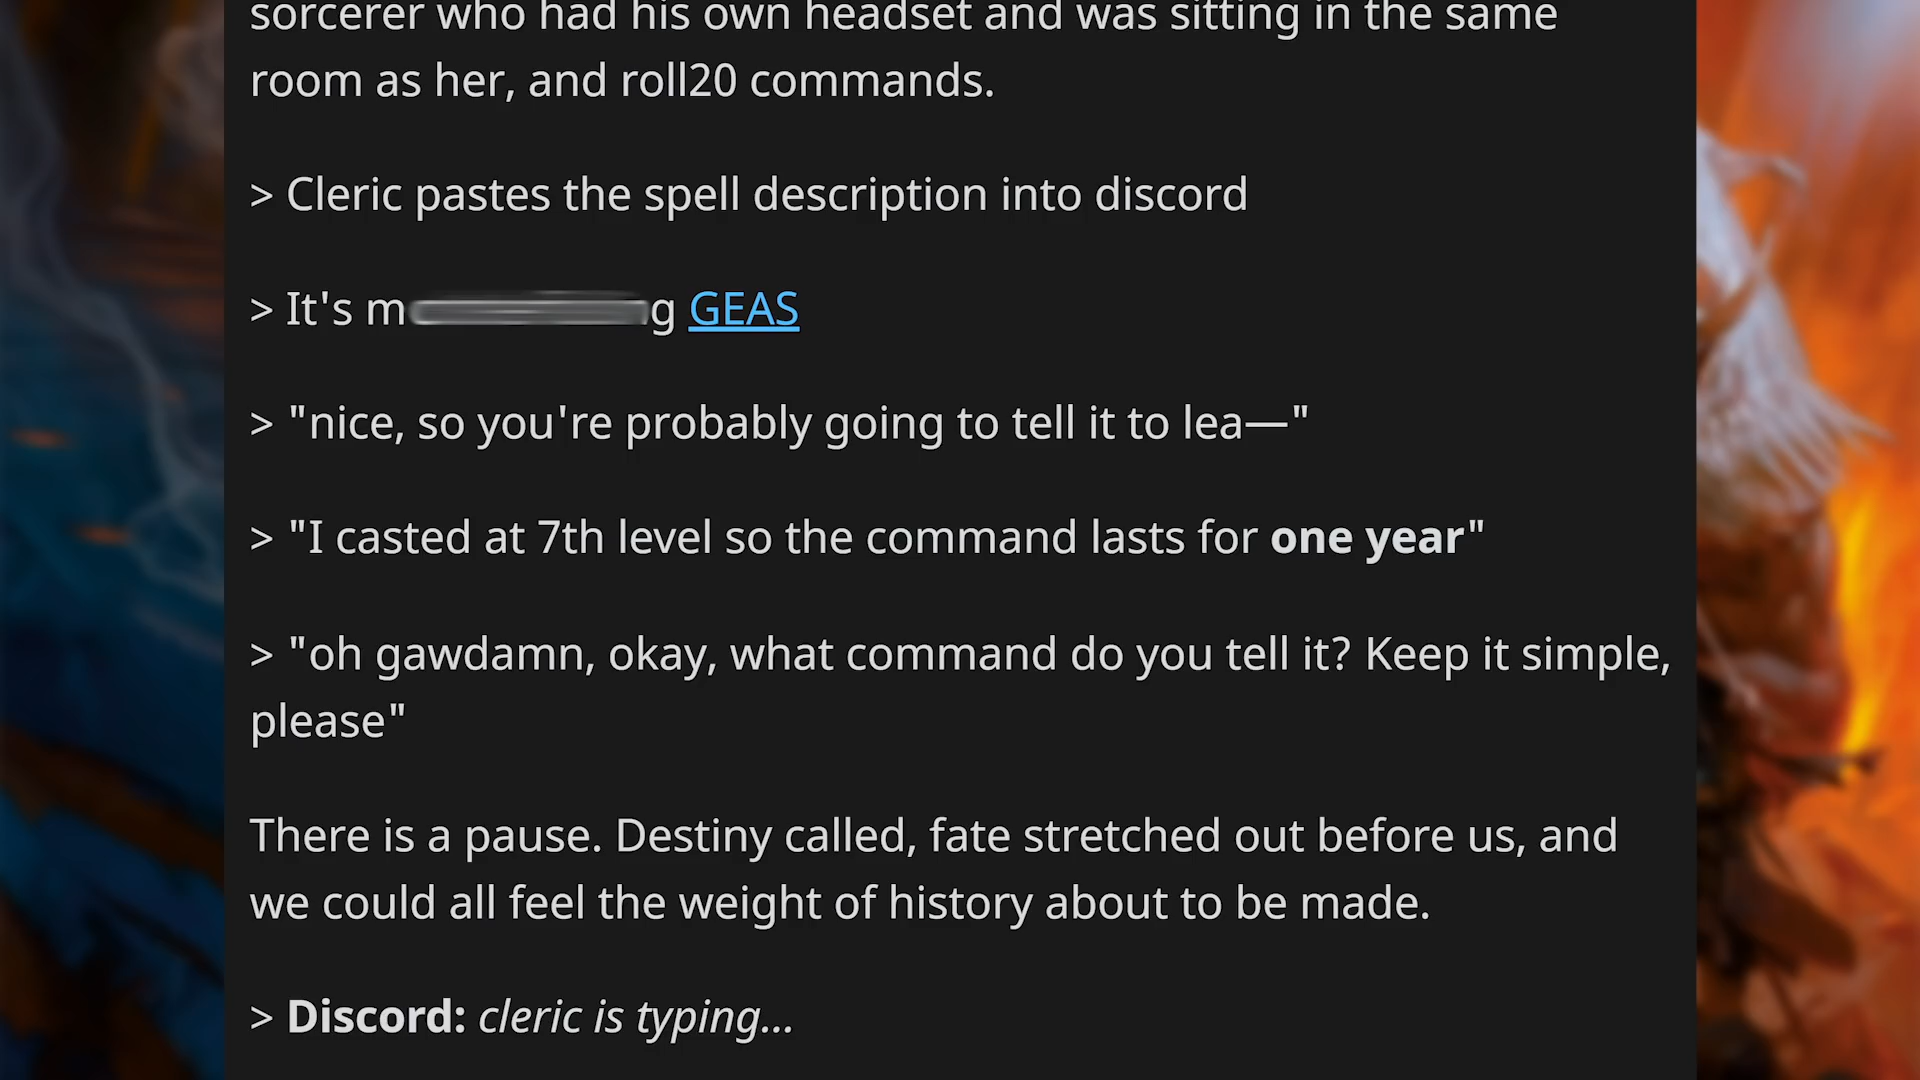 sorcerer who had his own headset and was sitting in the same
room as her, and roll20 commands.
> Cleric pastes the spell description into discord
> It's m g GEAS
> "nice, so you're probably going to tell it to lea—"
> "I casted at 7th level so the command lasts for one year"
> "oh gawdamn, okay, what command do you tell it? Keep it simple,
please"
There is a pause. Destiny called, fate stretched out before us, and
we could all feel the weight of history about to be made.
> Discord: cleric is typing...